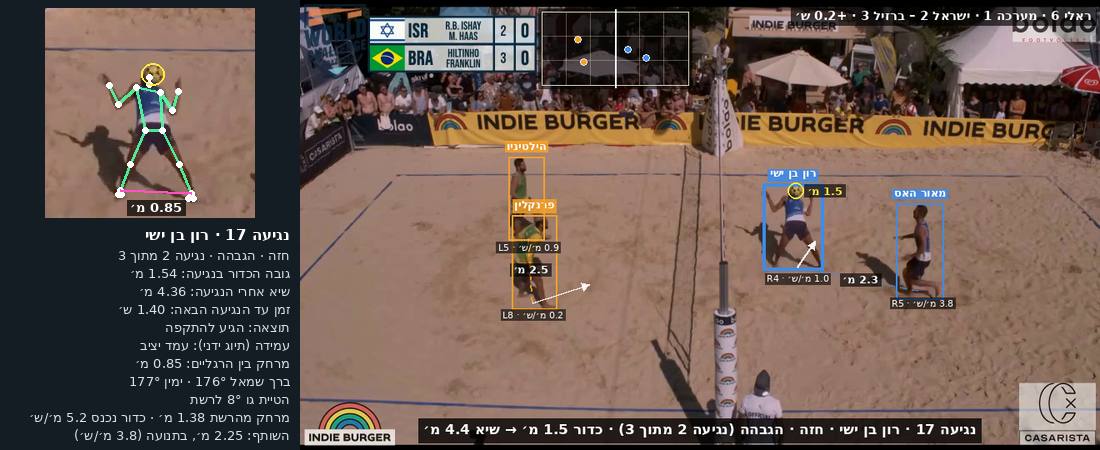 0.85 מ׳
נגיעה 17 · רון בן ישי
חזה · הגבהה · נגיעה 2 מתוך 3
גובה הכדור בנגיעה: 1.54 מ׳
שיא אחרי הנגיעה: 4.36 מ׳
זמן עד הנגיעה הבאה: 1.40 ש׳
תוצאה: הגיע להתקפה
עמידה (תיוג ידני): עמד יציב
מרחק בין הרגליים: 0.85 מ׳
ברך שמאל 176° · ימין 177°
הטיית גו 8° לרשת
מרחק מהרשת 1.38 מ׳ · כדור נכנס 5.2 מ׳/ש׳
השותף: 2.25 מ׳, בתנועה (3.8 מ׳/ש׳)
ראלי 6 · מערכה 1 · ישראל 2 – ברזיל 3 · +0.2 ש׳
WORLD
ISR R.B. ISHAY M. HAAS 2 0
BRA HILTINHO FRANKLIN 3 0
INDIE BURGER
bolao
FOOTVOLLEY
bolao
INDIE BURGER
INDIE BURGER
CASARISTA
bolao
הילטיניו
פרנקלין
L5 · 0.9 מ׳/ש׳
2.5 מ׳
L8 · 0.2 מ׳/ש׳
רון בן ישי
1.5 מ׳
R4 · 1.0 מ׳/ש׳
מאור האס
2.3 מ׳
R5 · 3.8 מ׳/ש׳
OFFICIAL
INDIE BURGER
CASARISTA
נגיעה 17 · רון בן ישי · חזה · הגבהה (נגיעה 2 מתוך 3) · כדור 1.5 מ׳ → שיא 4.4 מ׳